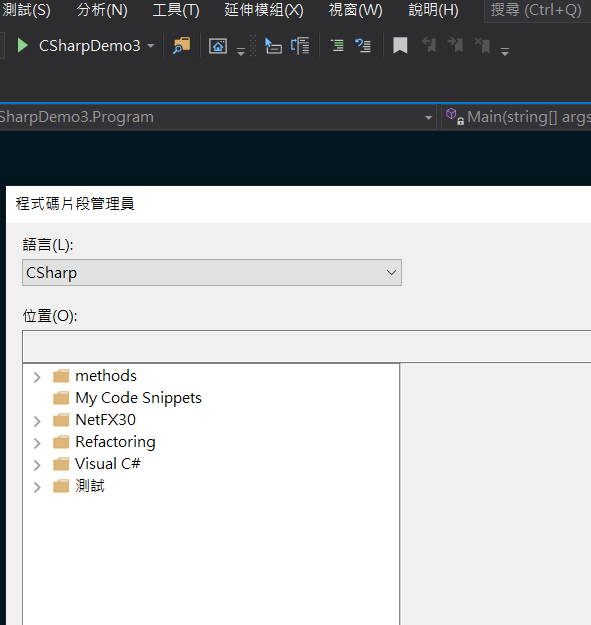 測試(S) 分析(N) 工具(T) 延伸模組(X) 視窗(W) 說明(H) 搜尋 (Ctrl+Q)
CSharpDemo3
SharpDemo3.Program Main(string[] args
程式碼片段管理員
語言(L):
CSharp
位置(O):
methods
My Code Snippets
NetFX30
Refactoring
Visual C#
測試